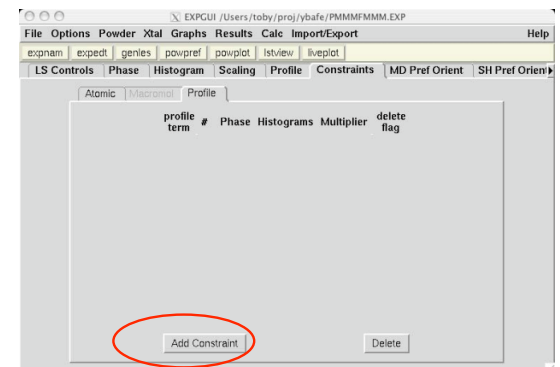 EXPGUI /Users/toby/proj/ybafe/PMMMFMMM.EXP
File Options Powder Xtal Graphs Results Calc Import/Export Help
expnam expedt genles powpref powplot lstview liveplot
LS Controls Phase Histogram Scaling Profile Constraints MD Pref Orient SH Pref Orient
Atomic Macromol Profile
profile term # Phase Histograms Multiplier delete flag
Add Constraint Delete